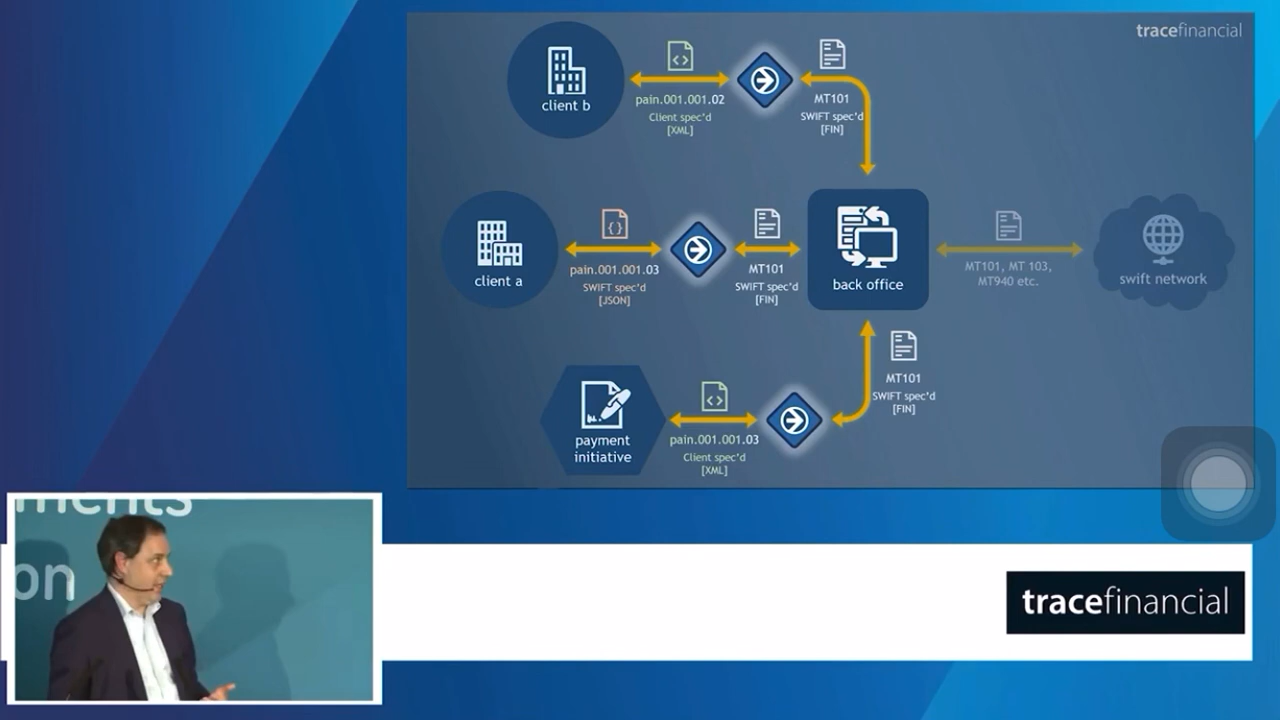 tracefinancial
client b
pain.001.001.02
Client spec'd
[XML]
MT101
SWIFT spec'd
[FIN]
client a
pain.001.001.03
SWIFT spec'd
[JSON]
MT101
SWIFT spec'd
[FIN]
back office
MT101, MT 103,
MT940 etc.
swift network
payment
initiative
pain.001.001.03
Client spec'd
[XML]
MT101
SWIFT spec'd
[FIN]
on
tracefinancial